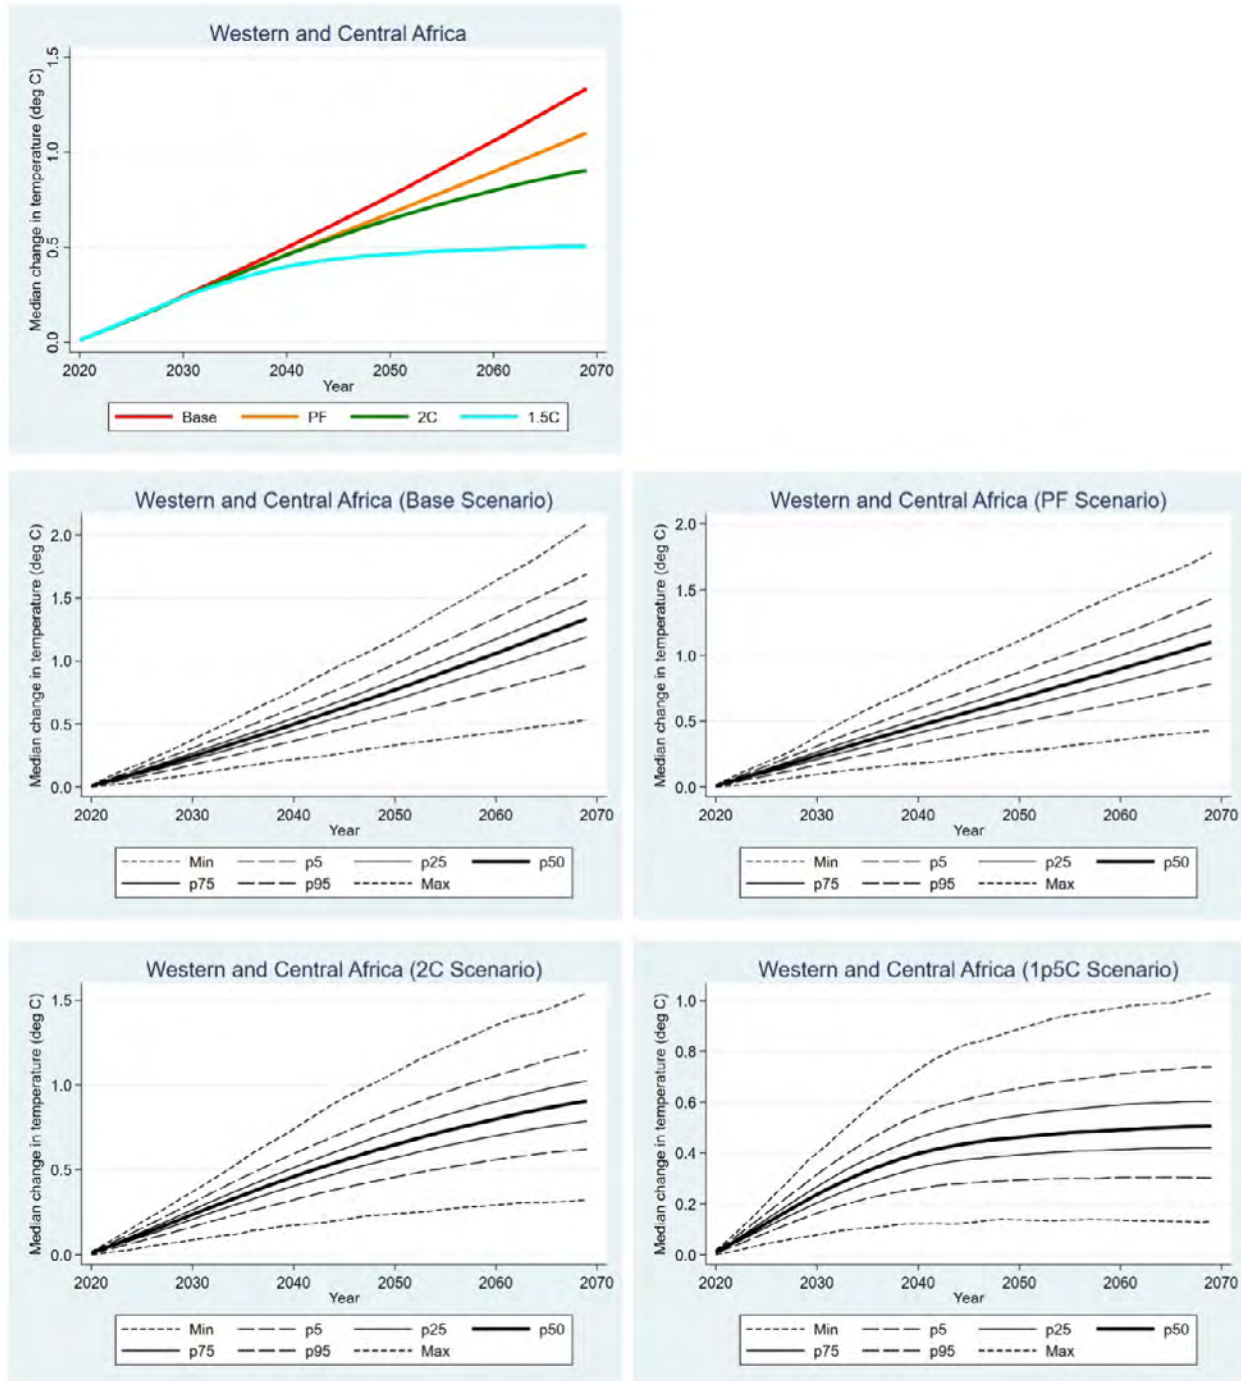 Western and Central Africa
Median change in temperature (deg C)
1.5
1.0
0.5
0.0
2020 2030 2040 2050 2060 2070
Year
Base PF 2C 1.5C
Western and Central Africa (Base Scenario)
Median change in temperature (deg C)
2.0
1.5
1.0
0.5
0.0
2020 2030 2040 2050 2060 2070
Year
Min p5 p25 p50
p75 p95 Max
Western and Central Africa (PF Scenario)
Median change in temperature (deg C)
2.0
1.5
1.0
0.5
0.0
2020 2030 2040 2050 2060 2070
Year
Min p5 p25 p50
p75 p95 Max
Western and Central Africa (2C Scenario)
Median change in temperature (deg C)
1.5
1.0
0.5
0.0
2020 2030 2040 2050 2060 2070
Year
Min p5 p25 p50
p75 p95 Max
Western and Central Africa (1p5C Scenario)
Median change in temperature (deg C)
1.0
0.8
0.6
0.4
0.2
0.0
2020 2030 2040 2050 2060 2070
Year
Min p5 p25 p50
p75 p95 Max